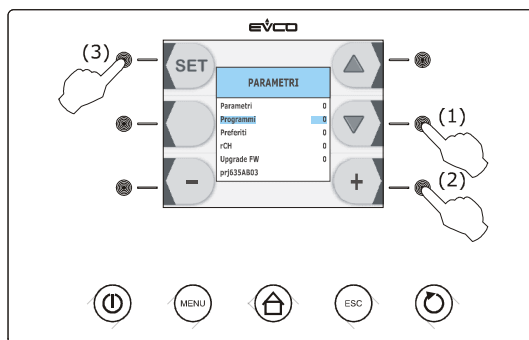 EVCO
(3)
SET
PARAMETRI
Parametri 0
Programmi 0
Preferiti 0
rCH 0
Upgrade FW 0
prj635AB03
(1)
(2)
-
+
MENU
ESC